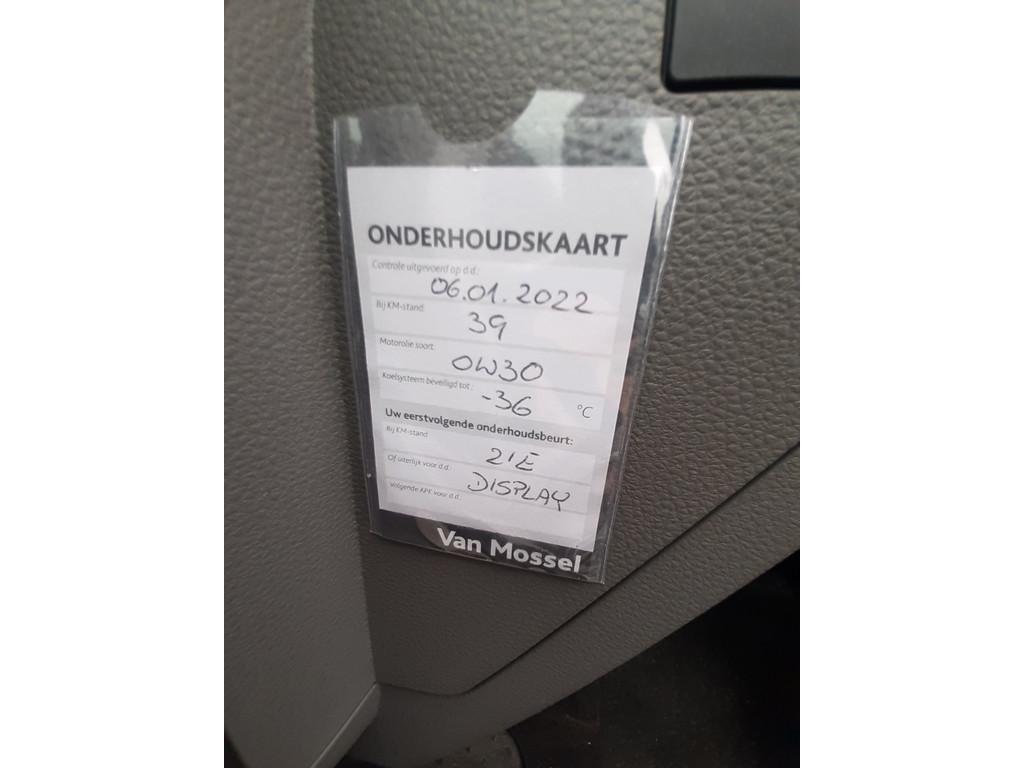 ONDERHOUDSKAART
Controle uitgevoerd op d.d.:
06.01.2022
Bij KM-stand:
39
Motorolie soort:
0W30
Koelsysteem beveiligd tot:
-36 °C
Uw eerstvolgende onderhoudsbeurt:
Bij KM-stand:
Z'E
Of uiterlijk voor d.d.:
DISPLAY
Volgende APK voor d.d.:
Van Mossel